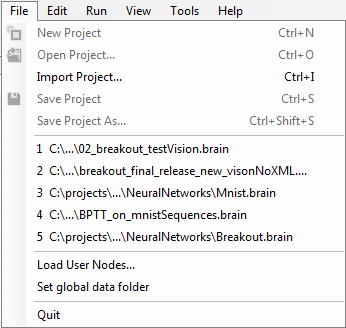 File Edit Run View Tools Help
New Project Ctrl+N
Open Project... Ctrl+O
Import Project... Ctrl+I
Save Project Ctrl+S
Save Project As... Ctrl+Shift+S
1 C:\...\02_breakout_testVision.brain
2 C:\...\breakout_final_release_new_visonNoXML....
3 C:\projects\...\NeuralNetworks\Mnist.brain
4 C:\...\BPTT_on_mnistSequences.brain
5 C:\projects\...\NeuralNetworks\Breakout.brain
Load User Nodes...
Set global data folder
Quit